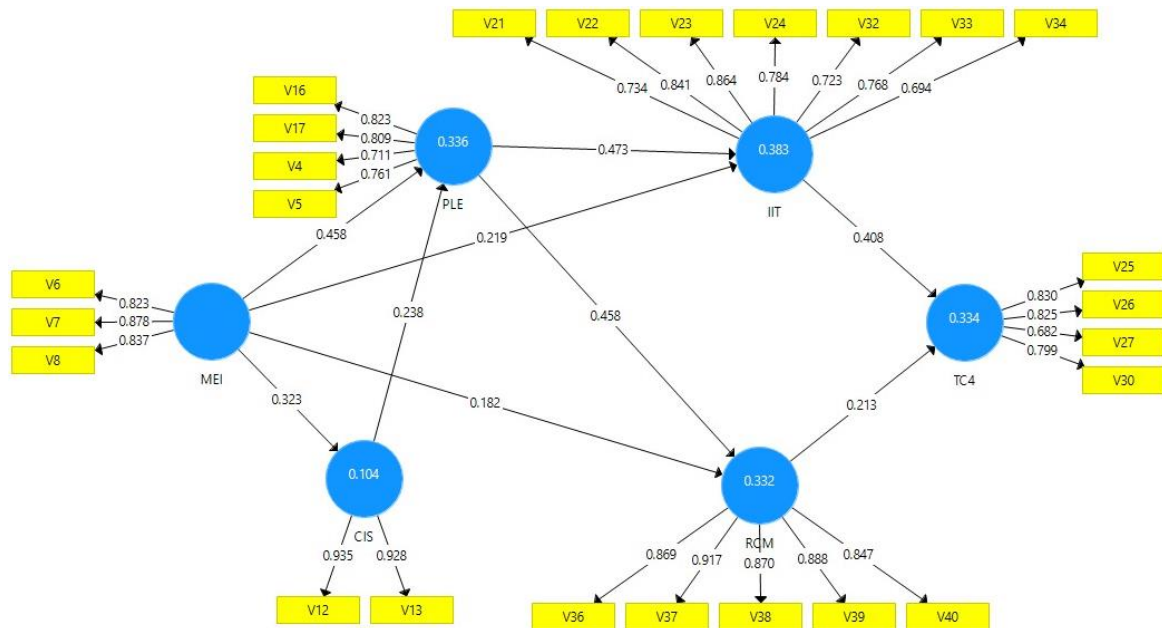 V21 V22 V23 V24 V32 V33 V34
0.734 0.841 0.864 0.784 0.723 0.768 0.694
V16
V17
V4
V5
0.823
0.809
0.711
0.761
0.336
PLE
0.473
0.383
IIT
0.458
0.219
0.408
V6
V7
V8
0.823
0.878
0.837
MEI
0.238
0.458
0.334
TC4
V25
V26
V27
V30
0.830
0.825
0.682
0.799
0.323
0.182
0.213
0.104
CIS
0.935 0.928
V12 V13
0.332
RCM
0.869 0.917 0.870 0.888 0.847
V36 V37 V38 V39 V40